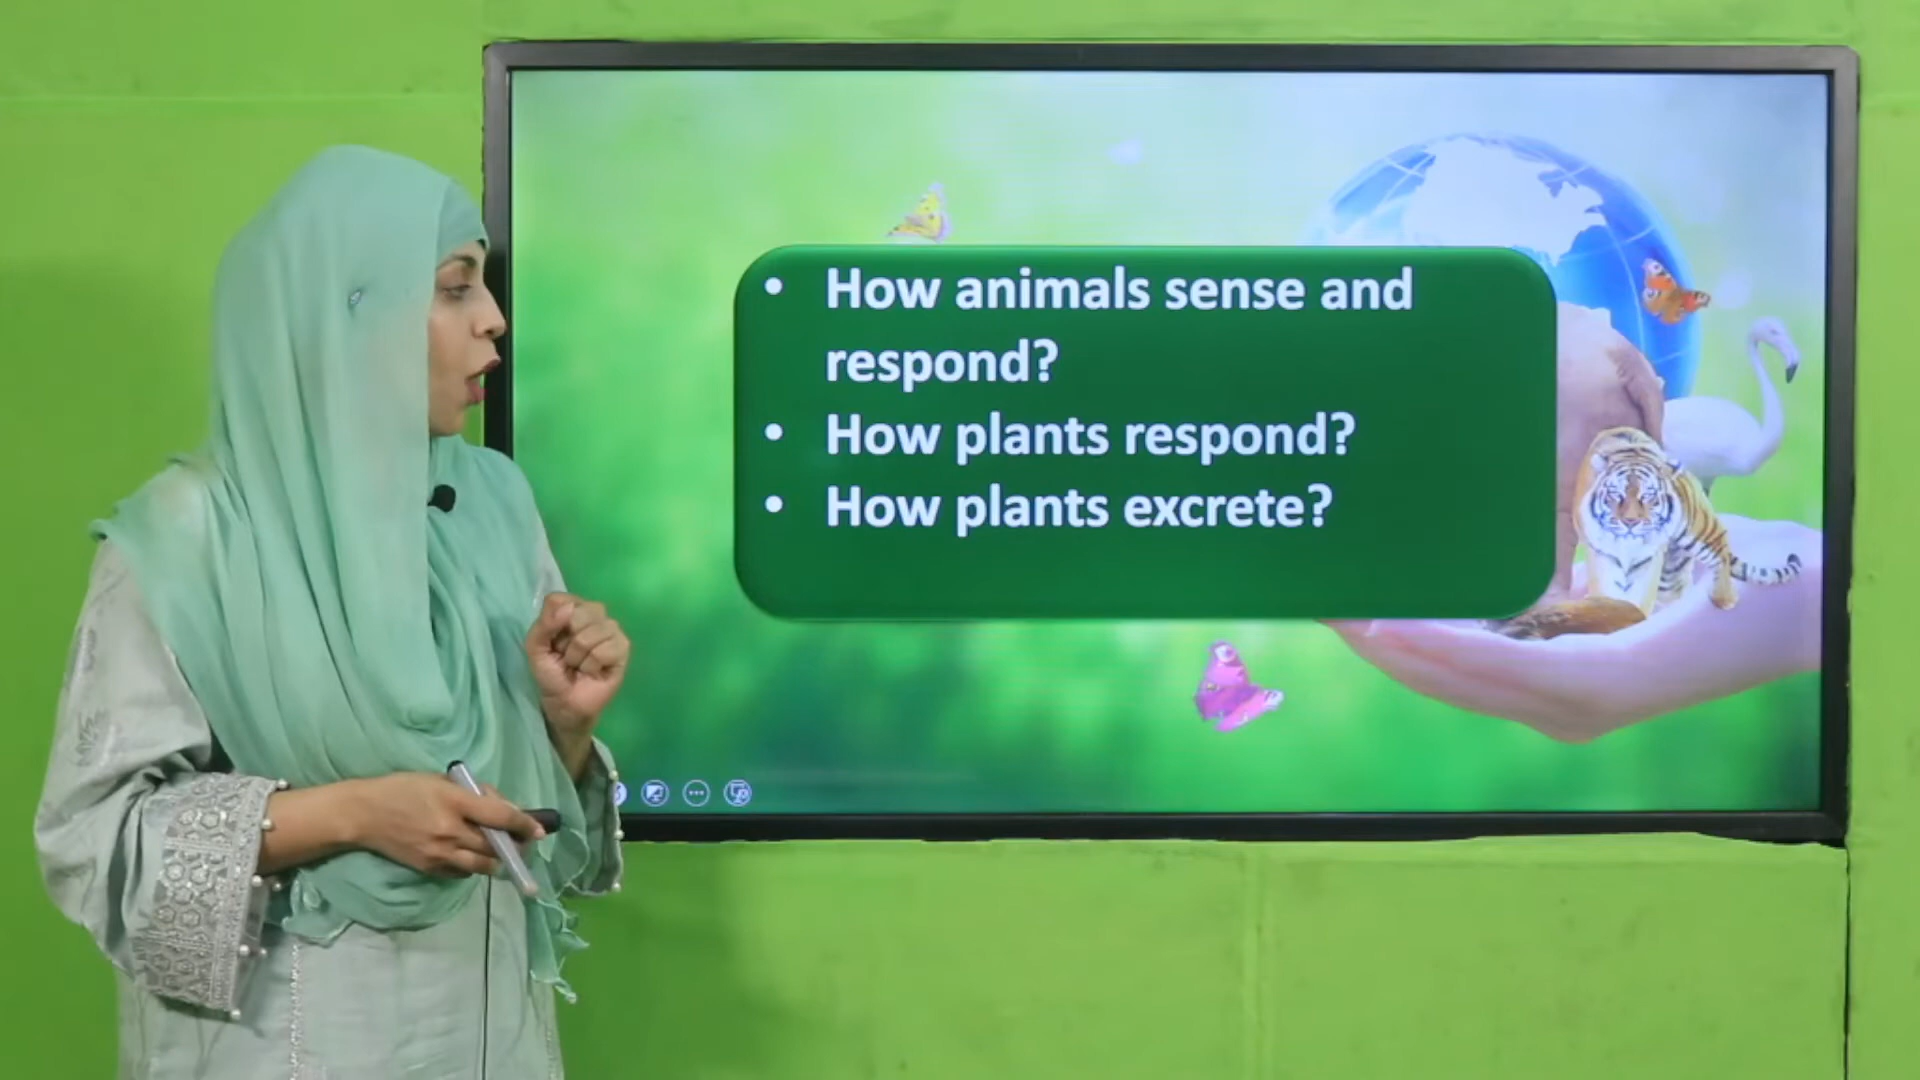 • How animals sense and
respond?
• How plants respond?
• How plants excrete?